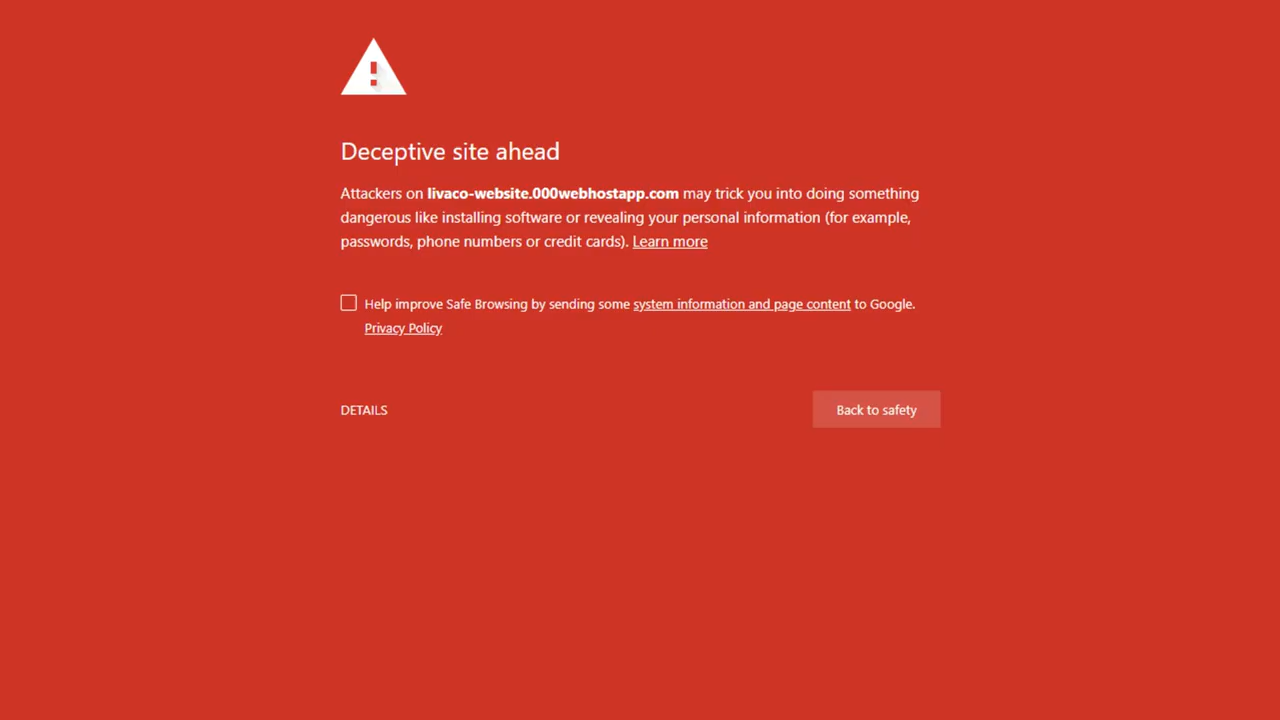 Deceptive site ahead
Attackers on livaco-website.000webhostapp.com may trick you into doing something
dangerous like installing software or revealing your personal information (for example,
passwords, phone numbers or credit cards). Learn more
Help improve Safe Browsing by sending some system information and page content to Google.
Privacy Policy
DETAILS
Back to safety